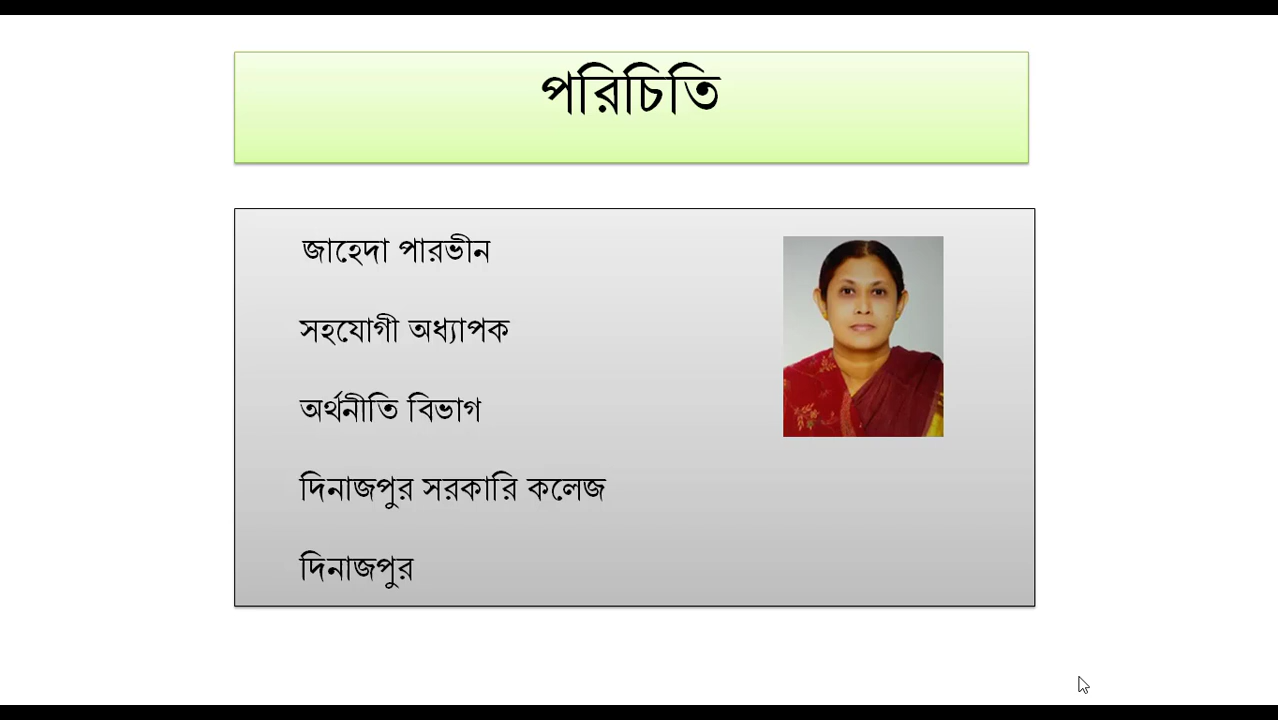 পরিচিতি
জাহেদা পারভীন
সহযোগী অধ্যাপক
অর্থনীতি বিভাগ
দিনাজপুর সরকারি কলেজ
দিনাজপুর